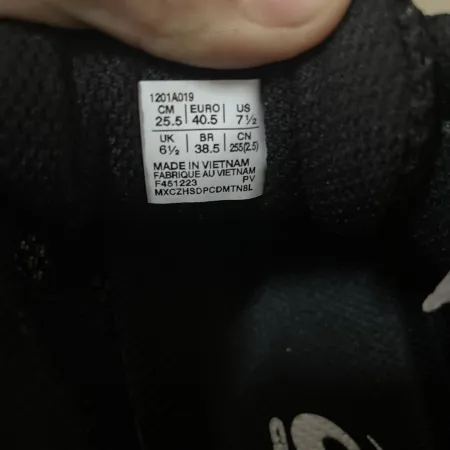 1201A019
CM EURO US
25.5 40.5 7½
UK BR CN
6½ 38.5 255(2.5)
MADE IN VIETNAM
FABRIQUE AU VIETNAM
F451223 PV
MXCZHSDPCDMTNBL